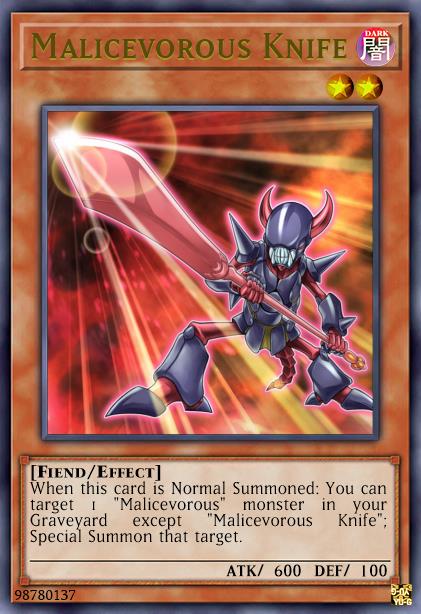 Malicevorous Knife
DARK
闇
[Fiend/Effect]
When this card is Normal Summoned: You can
target 1 "Malicevorous" monster in your
Graveyard except "Malicevorous Knife";
Special Summon that target.
ATK/ 600 DEF/ 100
98780137